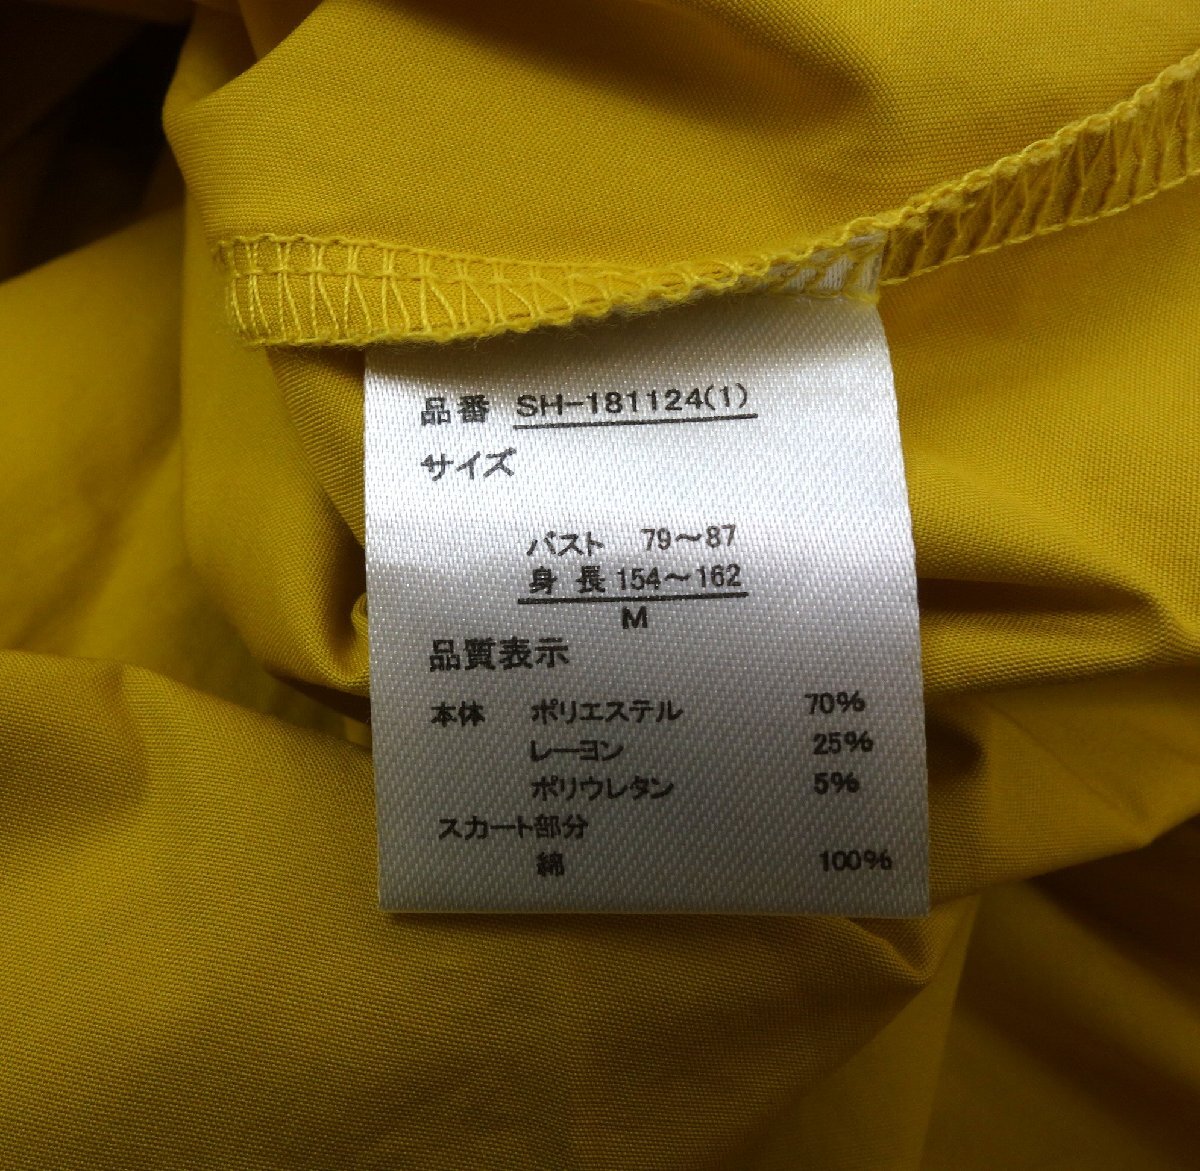 品番 SH-181124(1)
サイズ
バスト 79～87
身長 154～162
M
品質表示
本体 ポリエステル 70%
レーヨン 25%
ポリウレタン 5%
スカート部分
綿 100%